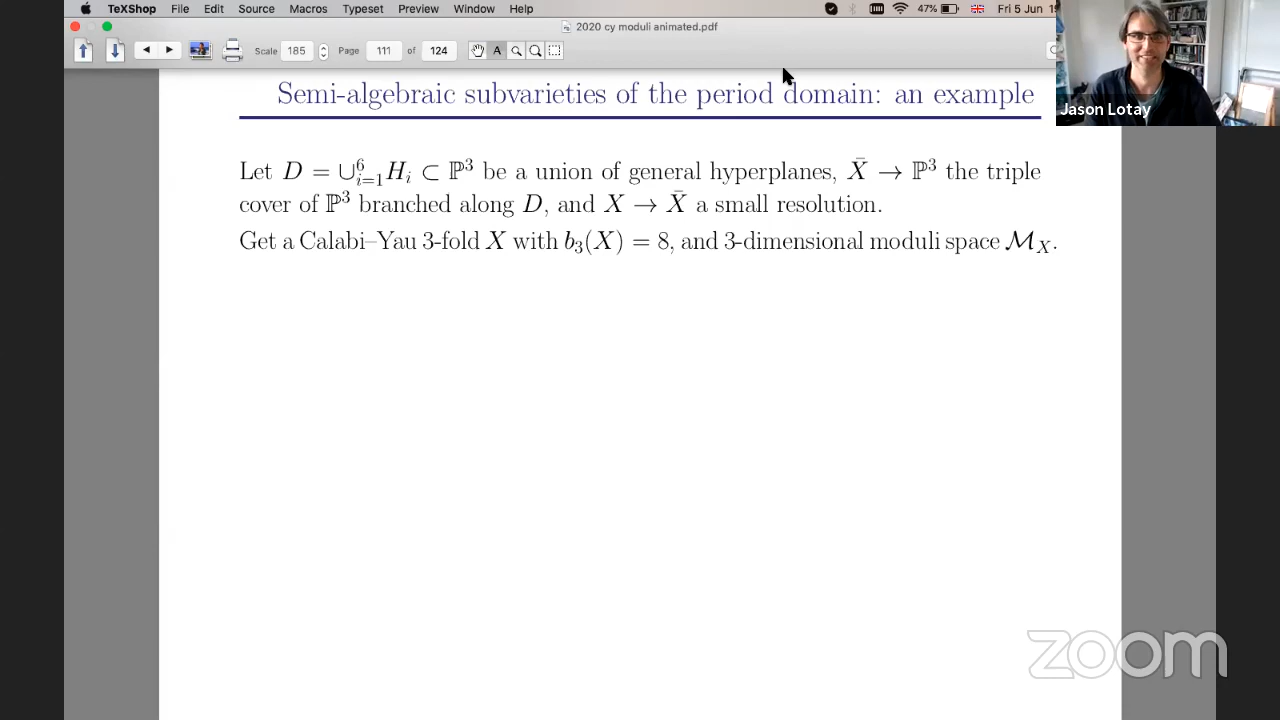 TeXShop File Edit Source Macros Typeset Preview Window Help 47% Fri 5 Jun
2020 cy moduli animated.pdf
Scale 185 Page 111 of 124
Jason Lotay
Semi-algebraic subvarieties of the period domain: an example
Let D = ∪⁶ᵢ₌₁Hᵢ ⊂ ℙ³ be a union of general hyperplanes, X̄ → ℙ³ the triple
cover of ℙ³ branched along D, and X → X̄ a small resolution.
Get a Calabi–Yau 3-fold X with b₃(X) = 8, and 3-dimensional moduli space ℳ_X.
zoom